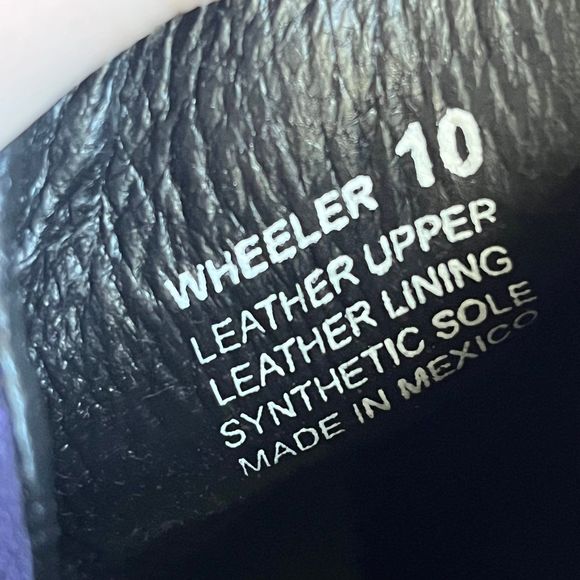 WHEELER 10
LEATHER UPPER
LEATHER LINING
SYNTHETIC SOLE
MADE IN MEXICO